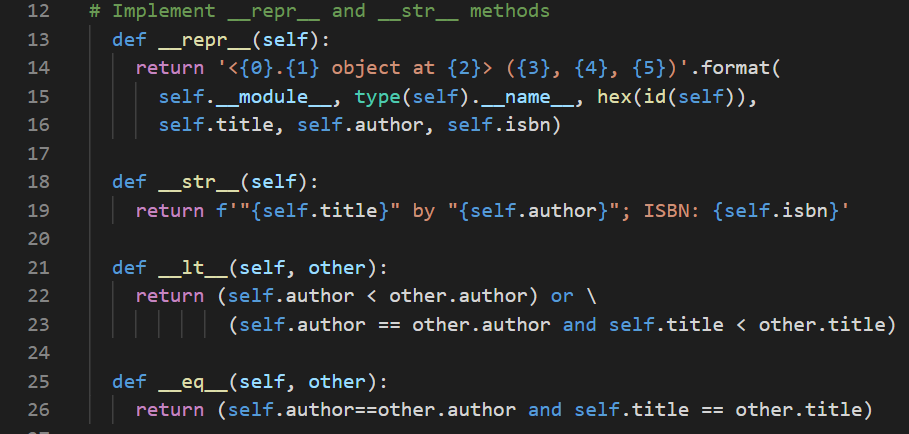 12 # Implement __repr__ and __str__ methods
13 def __repr__(self):
14 return '<{0}.{1} object at {2}> ({3}, {4}, {5})'.format(
15 self.__module__, type(self).__name__, hex(id(self)),
16 self.title, self.author, self.isbn)
17
18 def __str__(self):
19 return f'"{self.title}" by "{self.author}"; ISBN: {self.isbn}'
20
21 def __lt__(self, other):
22 return (self.author < other.author) or \
23 (self.author == other.author and self.title < other.title)
24
25 def __eq__(self, other):
26 return (self.author==other.author and self.title == other.title)